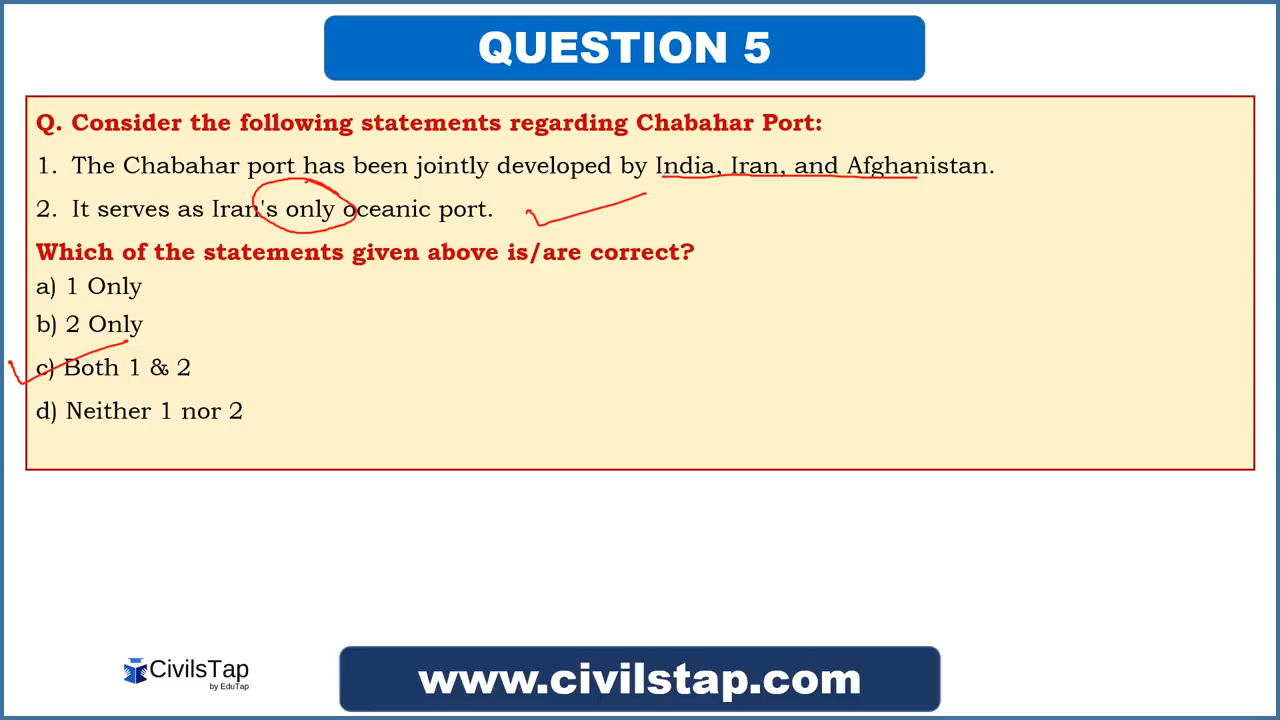 QUESTION 5
Q. Consider the following statements regarding Chabahar Port:
1. The Chabahar port has been jointly developed by India, Iran, and Afghanistan.
2. It serves as Iran's only oceanic port.
Which of the statements given above is/are correct?
a) 1 Only
b) 2 Only
c) Both 1 & 2
d) Neither 1 nor 2
CivilsTap
by EduTap
www.civilstap.com